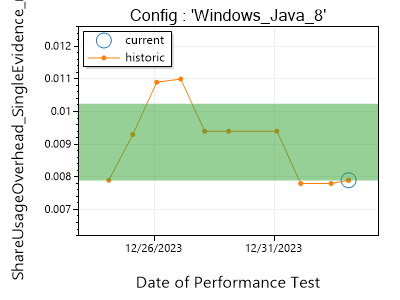 Config : 'Windows_Java_8'
current
historic
0.012
0.011
0.01
0.009
0.008
0.007
ShareUsageOverhead_SingleEvidence_
12/26/2023
12/31/2023
Date of Performance Test